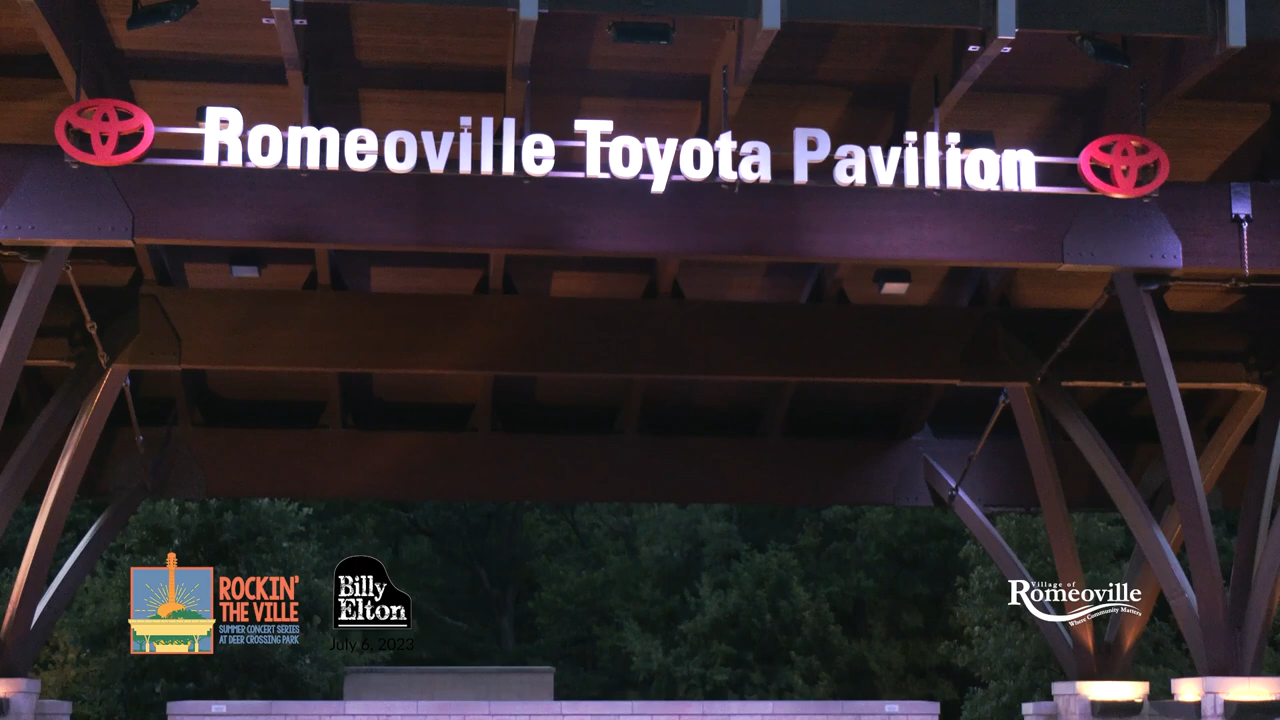 Romeoville Toyota Pavilion
ROCKIN'
THE VILLE
SUMMER CONCERT SERIES
AT DEER CROSSING PARK
Billy
Elton
July 6, 2023
Village of
Romeoville
Where Community Matters